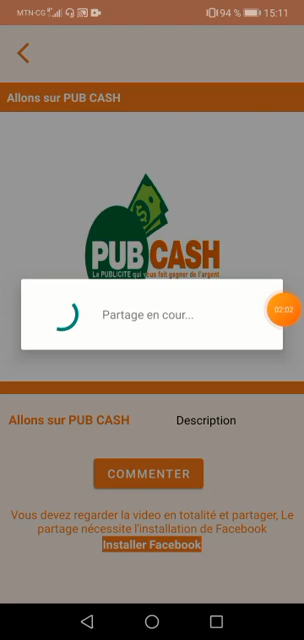 MTN-CG 94 % 15:11
Allons sur PUB CASH
PUB CASH
La PUBLICITE qui vous fait gagner de l'argent
Partage en cour...
02:02
Allons sur PUB CASH Description
COMMENTER
Vous devez regarder la video en totalité et partager, Le
partage nécessite l'installation de Facebook
Installer Facebook